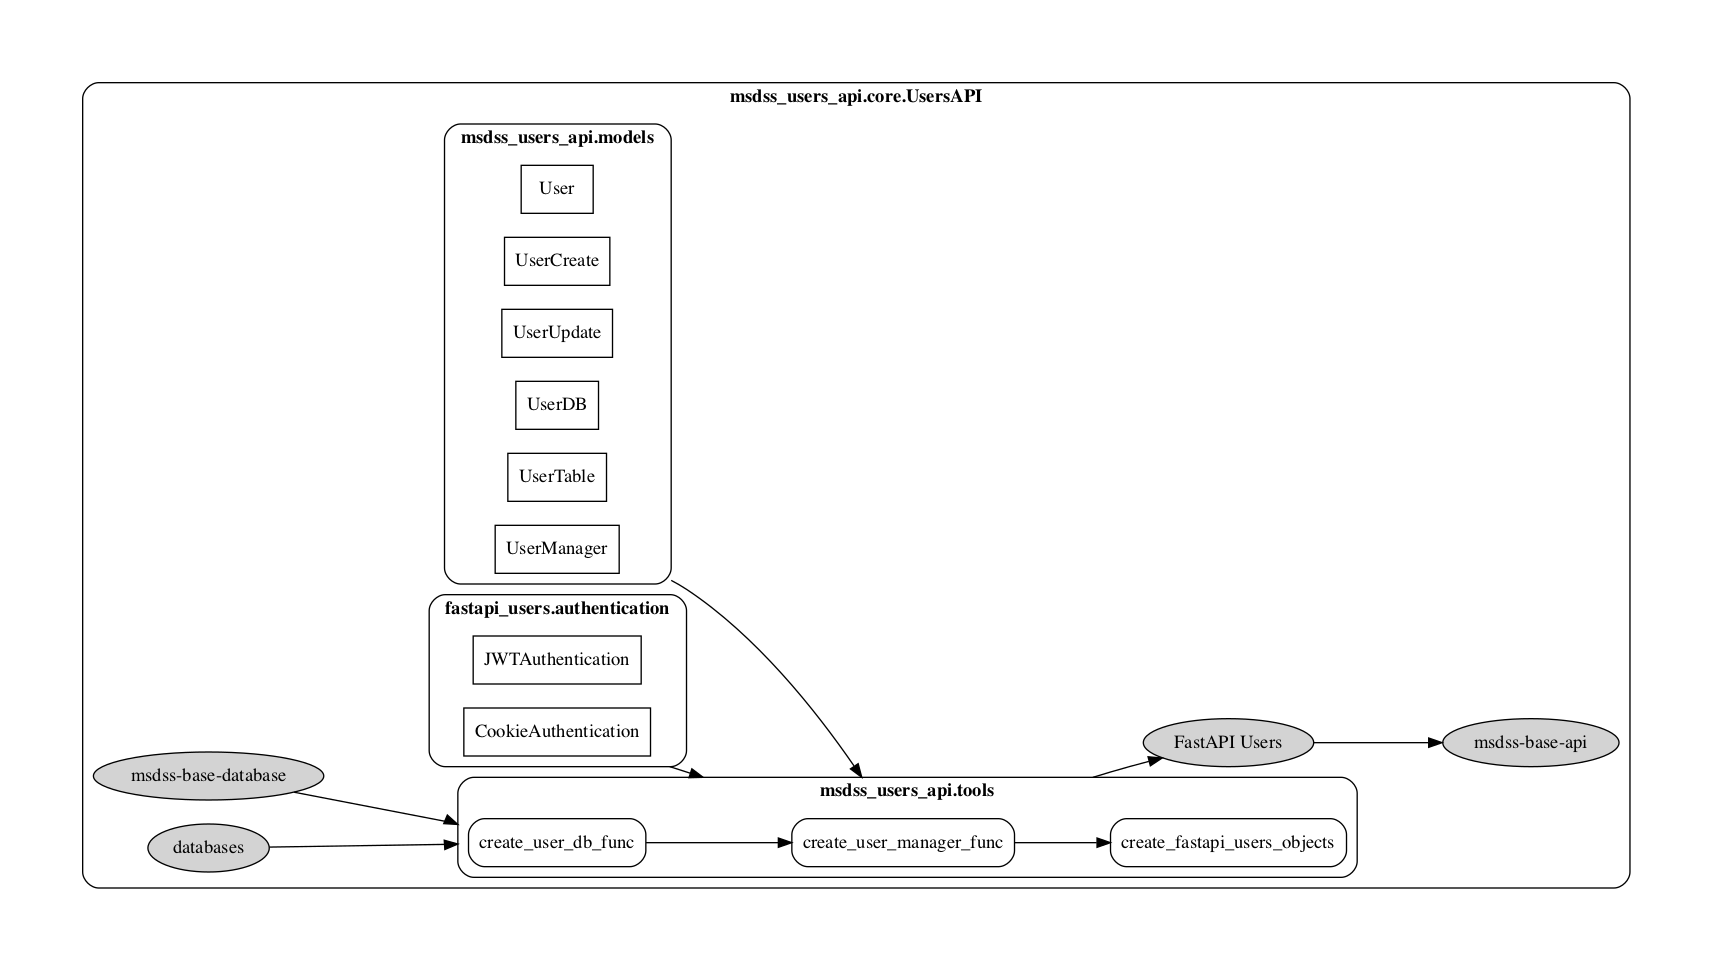 msdss_users_api.core.UsersAPI
msdss_users_api.models
User
UserCreate
UserUpdate
UserDB
UserTable
UserManager
fastapi_users.authentication
JWTAuthentication
CookieAuthentication
msdss-base-database
databases
msdss_users_api.tools
create_user_db_func
create_user_manager_func
create_fastapi_users_objects
FastAPI Users
msdss-base-api